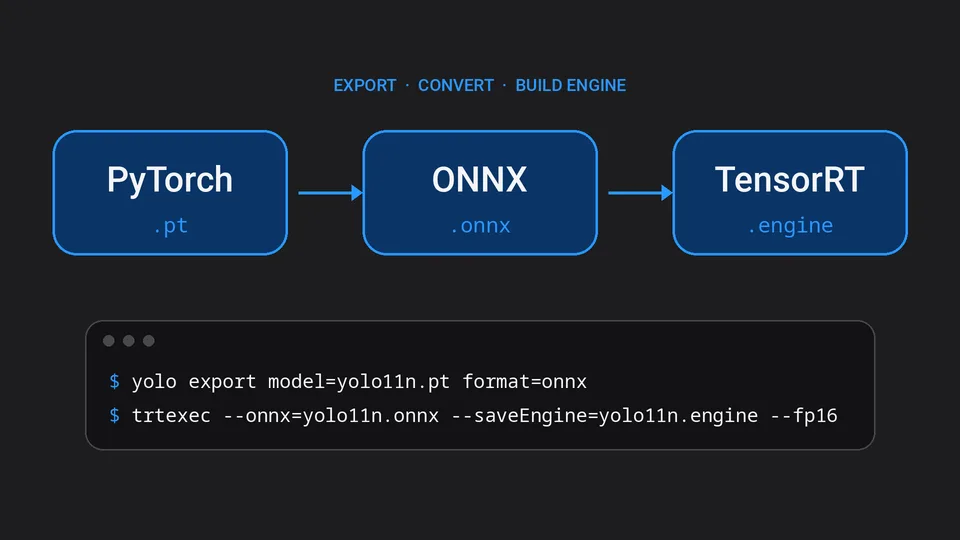 EXPORT · CONVERT · BUILD ENGINE
PyTorch
.pt
ONNX
.onnx
TensorRT
.engine
$ yolo export model=yolo11n.pt format=onnx
$ trtexec --onnx=yolo11n.onnx --saveEngine=yolo11n.engine --fp16